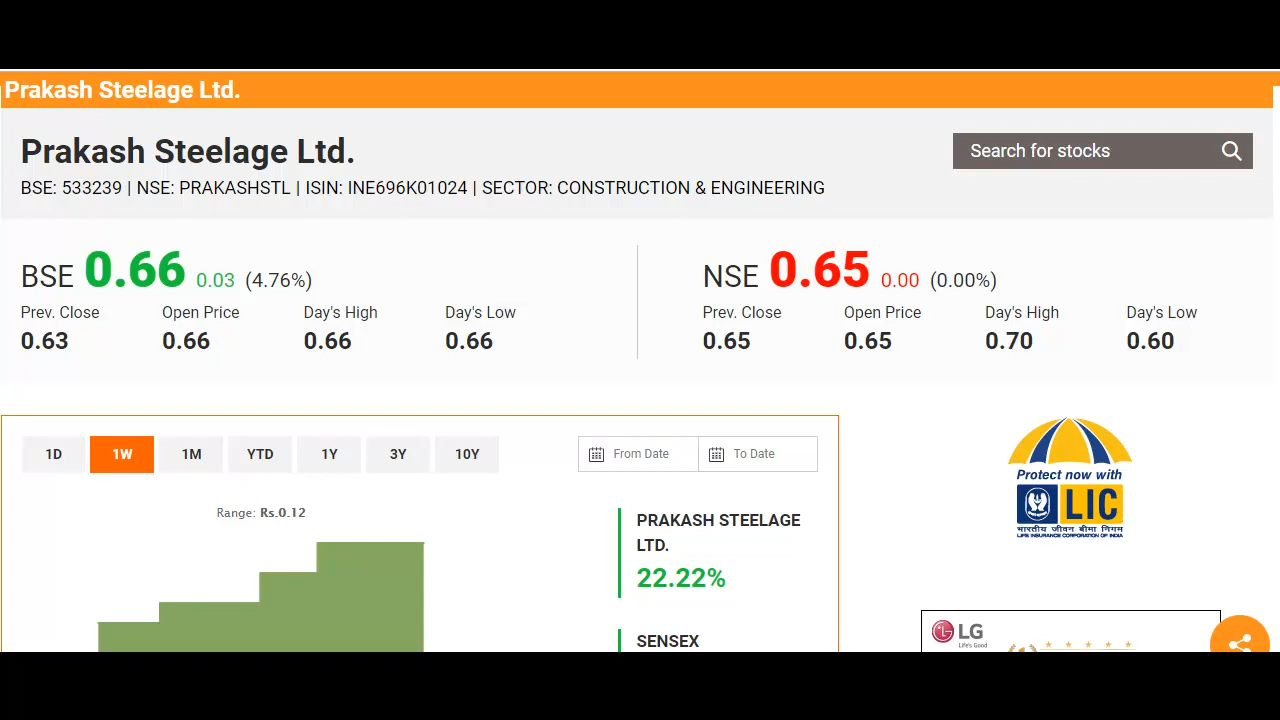 Prakash Steelage Ltd.
Prakash Steelage Ltd.
Search for stocks
BSE: 533239 | NSE: PRAKASHSTL | ISIN: INE696K01024 | SECTOR: CONSTRUCTION & ENGINEERING
BSE 0.66 0.03 (4.76%)
Prev. Close Open Price Day's High Day's Low
0.63 0.66 0.66 0.66
NSE 0.65 0.00 (0.00%)
Prev. Close Open Price Day's High Day's Low
0.65 0.65 0.70 0.60
1D 1W 1M YTD 1Y 3Y 10Y
From Date To Date
Range: Rs.0.12
PRAKASH STEELAGE
LTD.
22.22%
SENSEX
Protect now with
LIC
भारतीय जीवन बीमा निगम
LIFE INSURANCE CORPORATION OF INDIA
LG
Life's Good